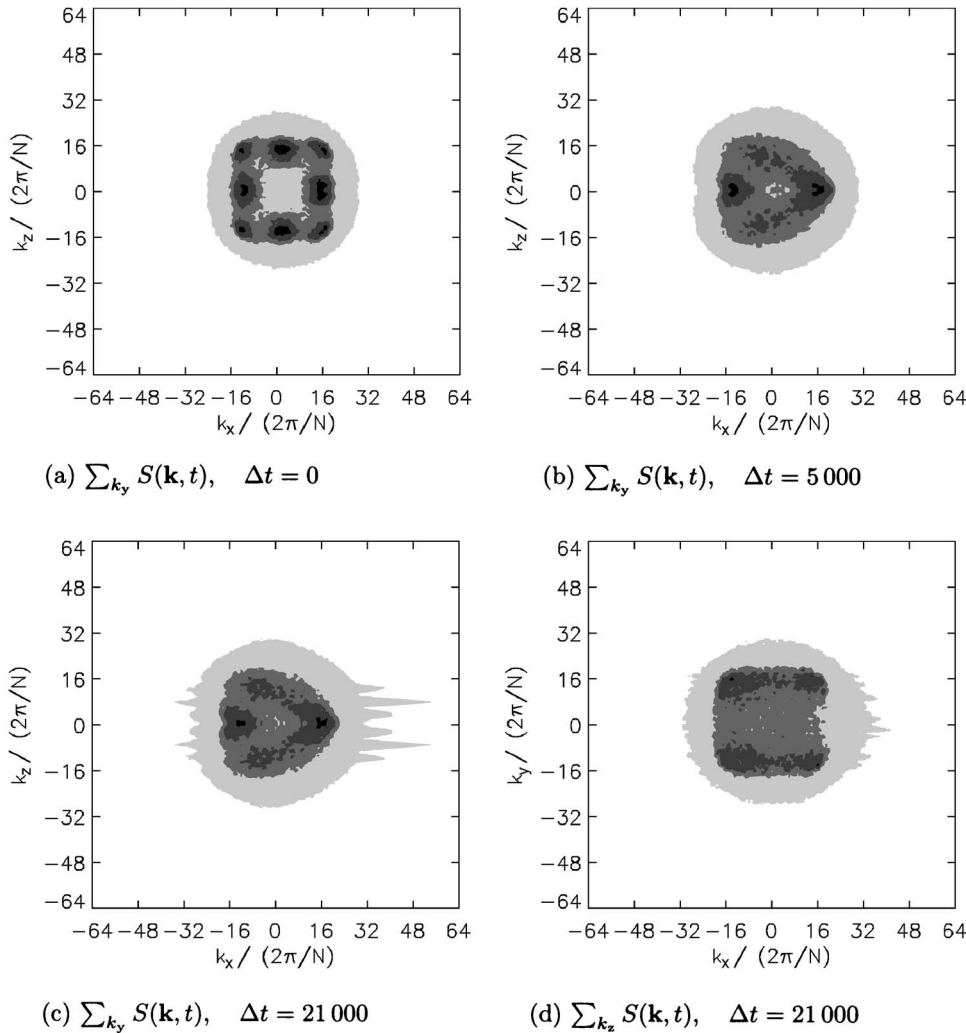 64
48
32
16
0
−16
−32
−48
−64
k_z/ (2π/N)
−64 −48 −32 −16 0 16 32 48 64
k_x/ (2π/N)
(a) ∑_{k_y} S(k, t), Δt = 0
64
48
32
16
0
−16
−32
−48
−64
k_z/ (2π/N)
−64 −48 −32 −16 0 16 32 48 64
k_x/ (2π/N)
(b) ∑_{k_y} S(k, t), Δt = 5 000
64
48
32
16
0
−16
−32
−48
−64
k_z/ (2π/N)
−64 −48 −32 −16 0 16 32 48 64
k_x/ (2π/N)
(c) ∑_{k_y} S(k, t), Δt = 21 000
64
48
32
16
0
−16
−32
−48
−64
k_y/ (2π/N)
−64 −48 −32 −16 0 16 32 48 64
k_x/ (2π/N)
(d) ∑_{k_z} S(k, t), Δt = 21 000